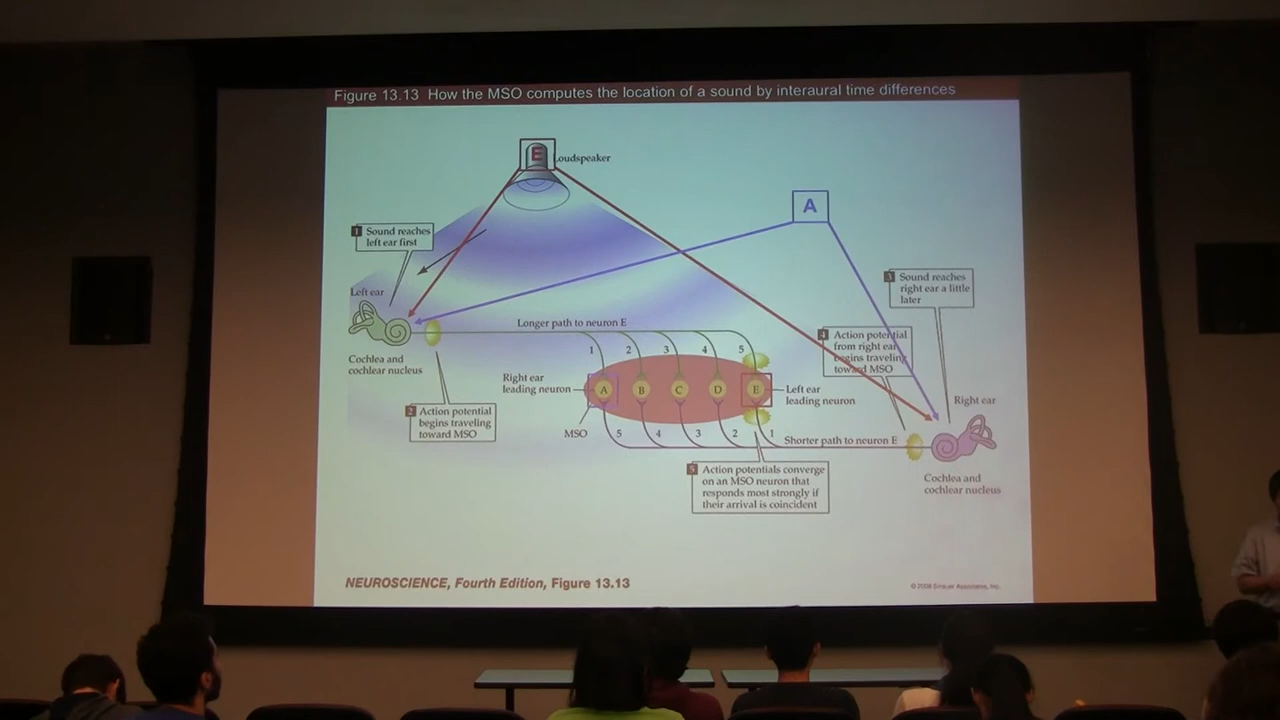 Figure 13.13 How the MSO computes the location of a sound by interaural time differences
E
Loudspeaker
A
1 Sound reaches
left ear first
Left ear
Cochlea and
cochlear nucleus
2 Action potential
begins traveling
toward MSO
Longer path to neuron E
1 2 3 4 5
Right ear
leading neuron
A B C D E
Left ear
leading neuron
MSO
5 4 3 2 1
Shorter path to neuron E
3 Sound reaches
right ear a little
later
4 Action potential
from right ear
begins traveling
toward MSO
Right ear
Cochlea and
cochlear nucleus
5 Action potentials converge
on an MSO neuron that
responds most strongly if
their arrival is coincident
NEUROSCIENCE, Fourth Edition, Figure 13.13
© 2008 Sinauer Associates, Inc.